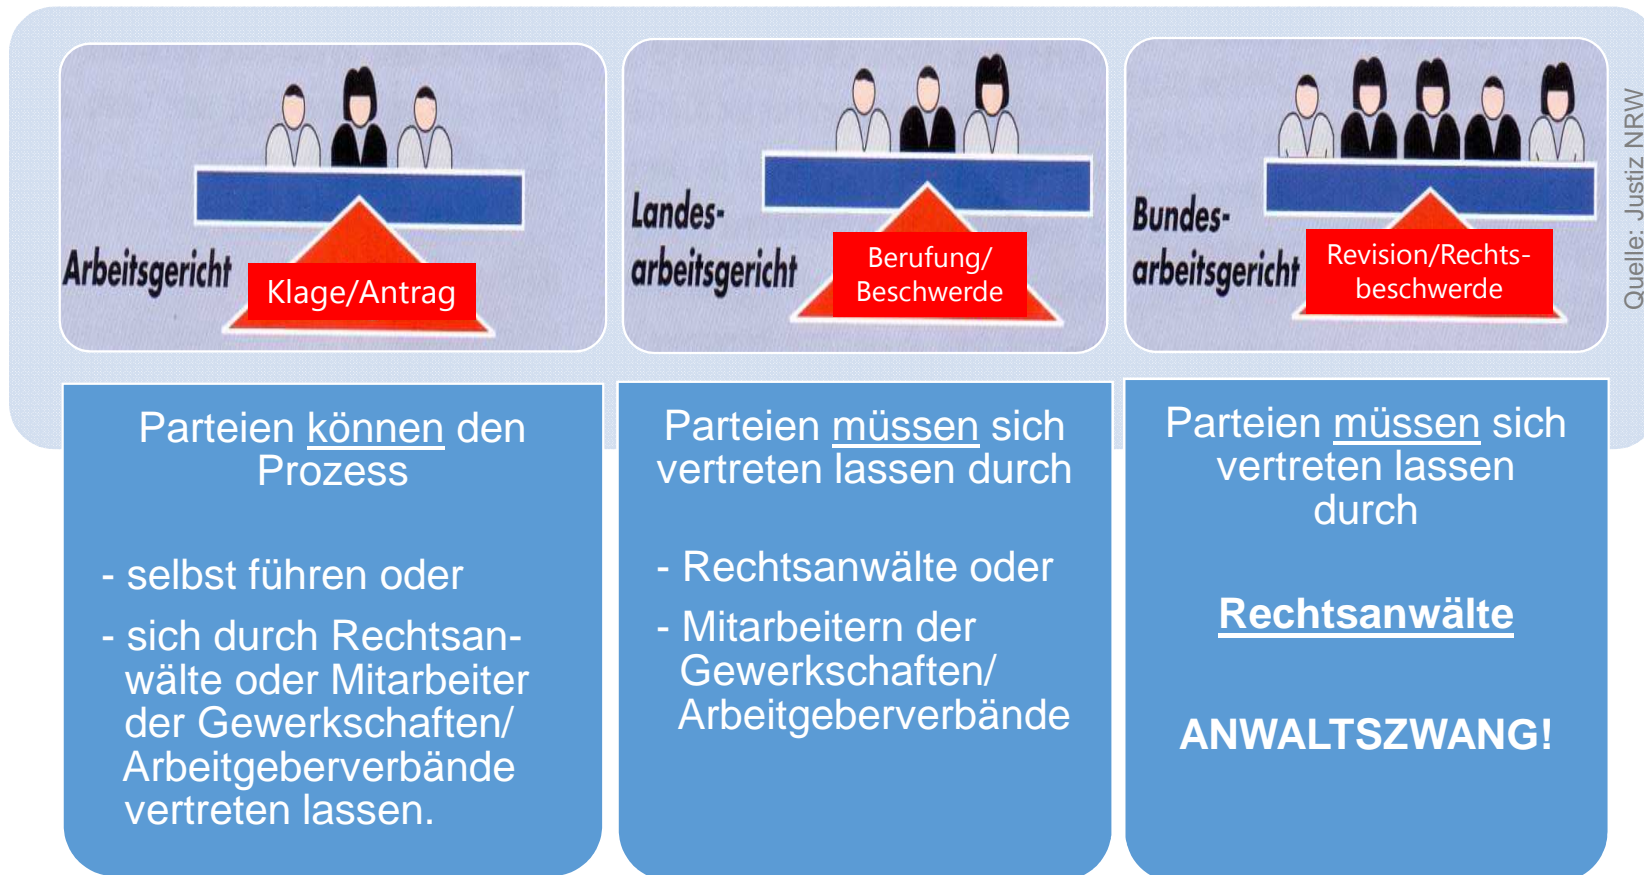 Arbeitsgericht
Klage/Antrag
Landes-
arbeitsgericht
Berufung/
Beschwerde
Bundes-
arbeitsgericht
Revision/Rechts-
beschwerde
Quelle: Justiz NRW
Parteien können den
Prozess
- selbst führen oder
- sich durch Rechtsan-
wälte oder Mitarbeiter
der Gewerkschaften/
Arbeitgeberverbände
vertreten lassen.
Parteien müssen sich
vertreten lassen durch
- Rechtsanwälte oder
- Mitarbeitern der
Gewerkschaften/
Arbeitgeberverbände
Parteien müssen sich
vertreten lassen
durch
Rechtsanwälte
ANWALTSZWANG!